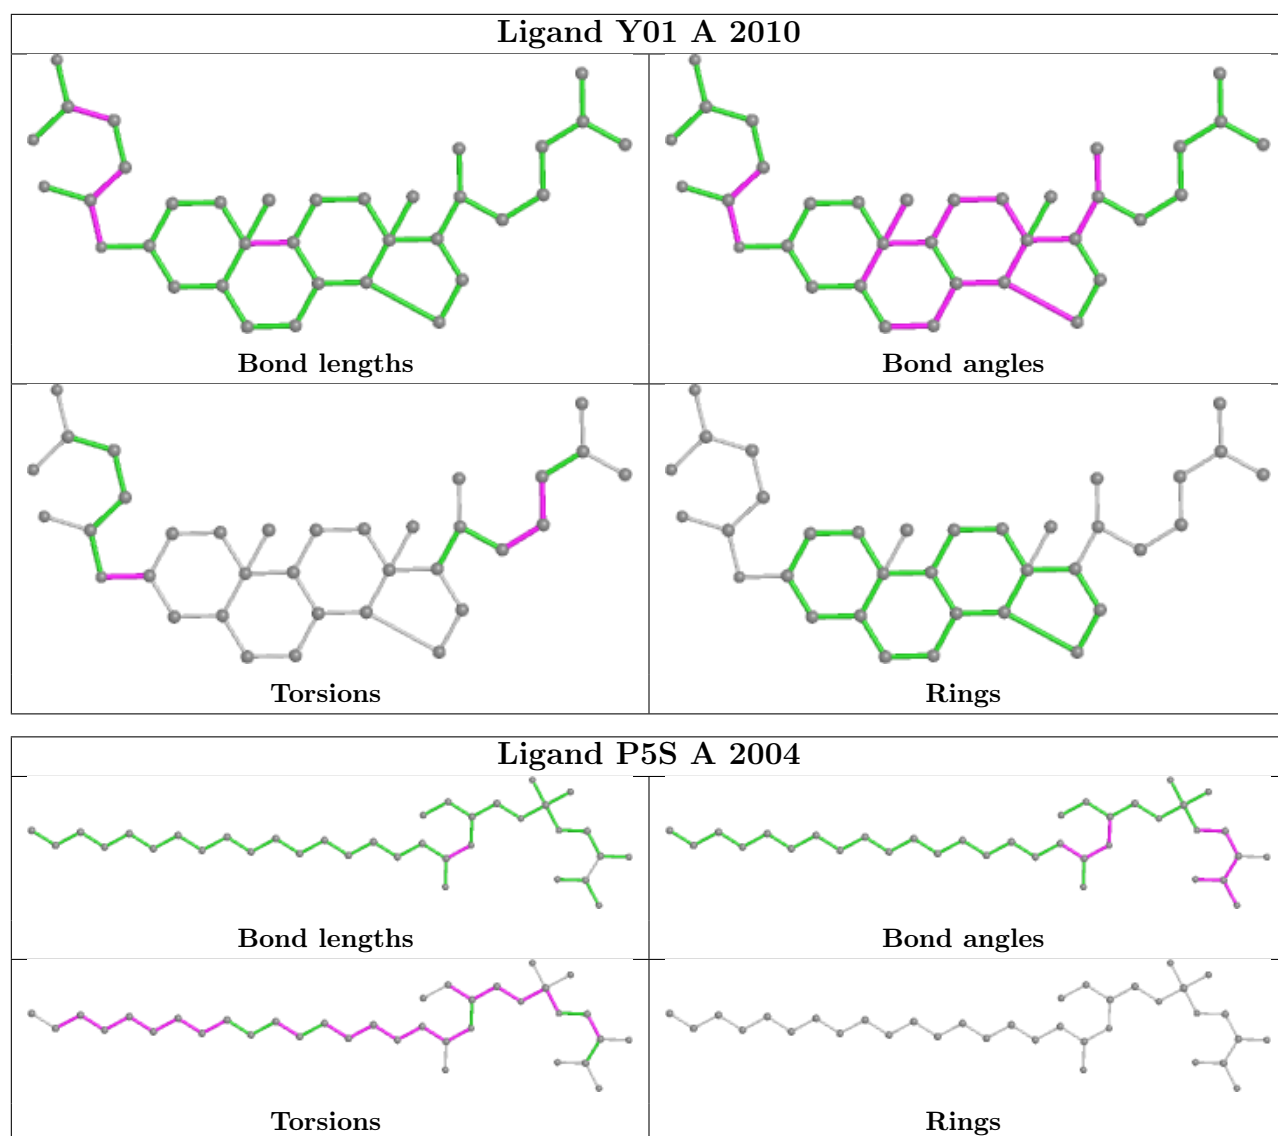 Ligand Y01 A 2010
Bond lengths
Bond angles
Torsions
Rings
Ligand P5S A 2004
Bond lengths
Bond angles
Torsions
Rings